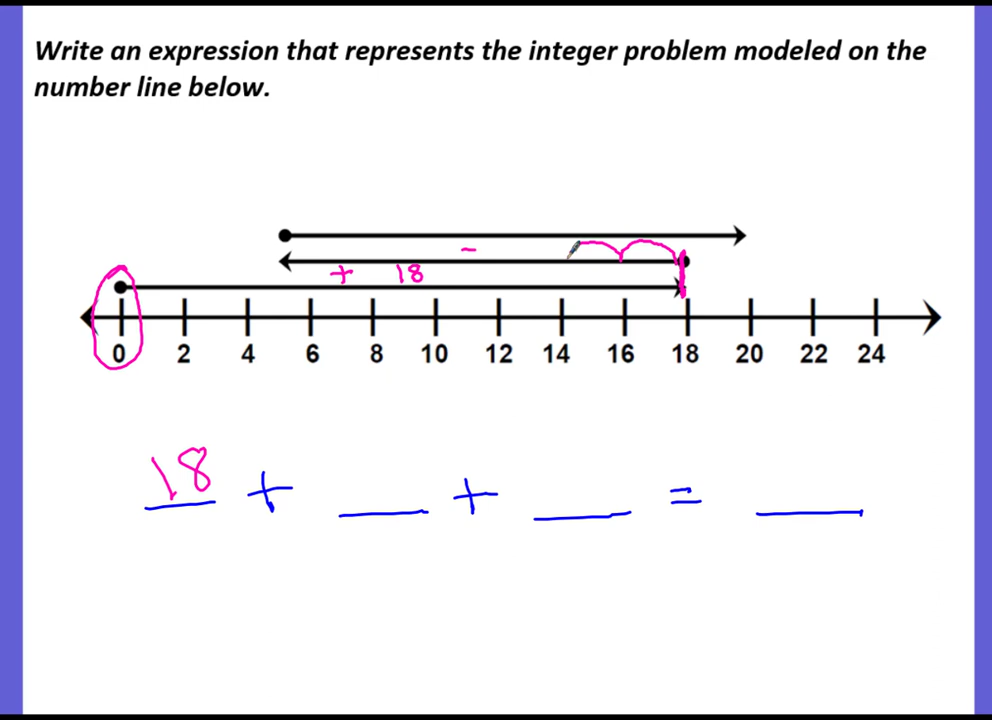 Write an expression that represents the integer problem modeled on the
number line below.
-
+ 18
0 2 4 6 8 10 12 14 16 18 20 22 24
18 + ___ + ___ = ___